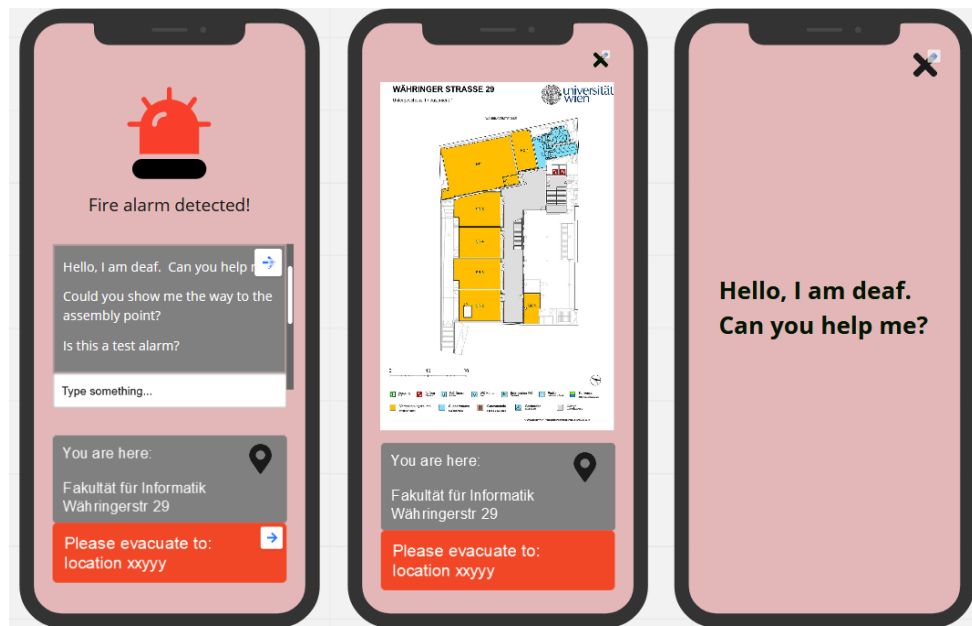 Fire alarm detected!
Hello, I am deaf. Can you help
Could you show me the way to the
assembly point?
Is this a test alarm?
Type something...
You are here:
Fakultät für Informatik
Währingerstr 29
Please evacuate to:
location xxyyy
WÄHRINGER STRASSE 29
universität
wien
You are here:
Fakultät für Informatik
Währingerstr 29
Please evacuate to:
location xxyyy
Hello, I am deaf.
Can you help me?